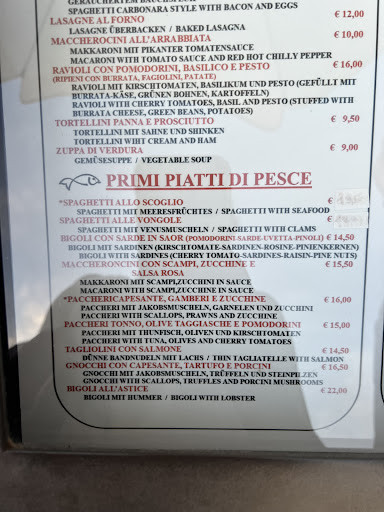 GERÄUCHERTEM BAUCHSPECK
SPAGHETTI CARBONARA STYLE WITH BACON AND EGGS
LASAGNE AL FORNO € 12,00
LASAGNE ÜBERBACKEN / BAKED LASAGNA
MACCHEROCINI ALL'ARRABBIATA € 10,00
MAKKARONI MIT PIKANTER TOMATENSAUCE
MACARONI WITH TOMATO SAUCE AND RED HOT CHILLY PEPPER
RAVIOLI CON POMODORINI, BASILICO E PESTO € 16,00
(RIPIENI CON BURRATA, FAGIOLINI, PATATE)
RAVIOLI MIT KIRSCHTOMATEN, BASILIKUM UND PESTO (GEFÜLLT MIT
BURRATA-KÄSE, GRÜNEN BOHNEN, KARTOFFELN)
RAVIOLI WITH CHERRY TOMATOES, BASIL AND PESTO (STUFFED WITH
BURRATA CHEESE, GREEN BEANS, POTATOES)
TORTELLINI PANNA E PROSCIUTTO € 9,50
TORTELLINI MIT SAHNE UND SHINKEN
TORTELLINI WIHT CREAM AND HAM
ZUPPA DI VERDURA € 9,00
GEMÜSESUPPE / VEGETABLE SOUP
PRIMI PIATTI DI PESCE
*SPAGHETTI ALLO SCOGLIO €
SPAGHETTI MIT MEERESFRÜCHTES / SPAGHETTI WITH SEAFOOD
SPAGHETTI ALLE VONGOLE €
SPAGHETTI MIT VENUSMUSCHELN / SPAGHETTI WITH CLAMS
BIGOLI CON SARDE IN SAOR (POMODORINI-SARDE-UVETTA-PINOLI) € 14,50
BIGOLI MIT SARDINEN (KIRSCHTOMATE-SARDINEN-ROSINE-PINIENKERNEN)
BIGOLI WITH SARDINES (CHERRY TOMATO-SARDINES-RAISIN-PINE NUTS)
MACCHERONCINI CON SCAMPI, ZUCCHINE E € 15,50
SALSA ROSA
MAKKARONI MIT SCAMPI,ZUCCHINI IN SAUCE
MACARONI WITH SCAMPI,ZUCCHINE IN SAUCE
*PACCHERICAPESANTE, GAMBERI E ZUCCHINE € 16,00
PACCHERI MIT JAKOBSMUSCHELN, GARNELEN UND ZUCCHINI
PACCHERI WITH SCALLOPS, PRAWNS AND ZUCCHINE
PACCHERI TONNO, OLIVE TAGGIASCHE E POMODORINI € 15,00
PACCHERI MIT THUNFISCH, OLIVEN UND KIRSCHTOMATEN
PACCHERI WITH TUNA, OLIVES AND CHERRY TOMATES
TAGLIOLINI CON SALMONE € 14,50
DÜNNE BANDNUDELN MIT LACHS / THIN TAGLIATELLE WITH SALMON
GNOCCHI CON CAPESANTE, TARTUFO E PORCINI € 16,50
GNOCCHI MIT JAKOBSMUSCHELN, TRÜFFELN UND STEINPILZEN
GNOCCHI WITH SCALLOPS, TRUFFLES AND PORCINI MUSHROOMS
BIGOLI ALL'ASTICE € 22,00
BIGOLI MIT HUMMER / BIGOLI WITH LOBSTER